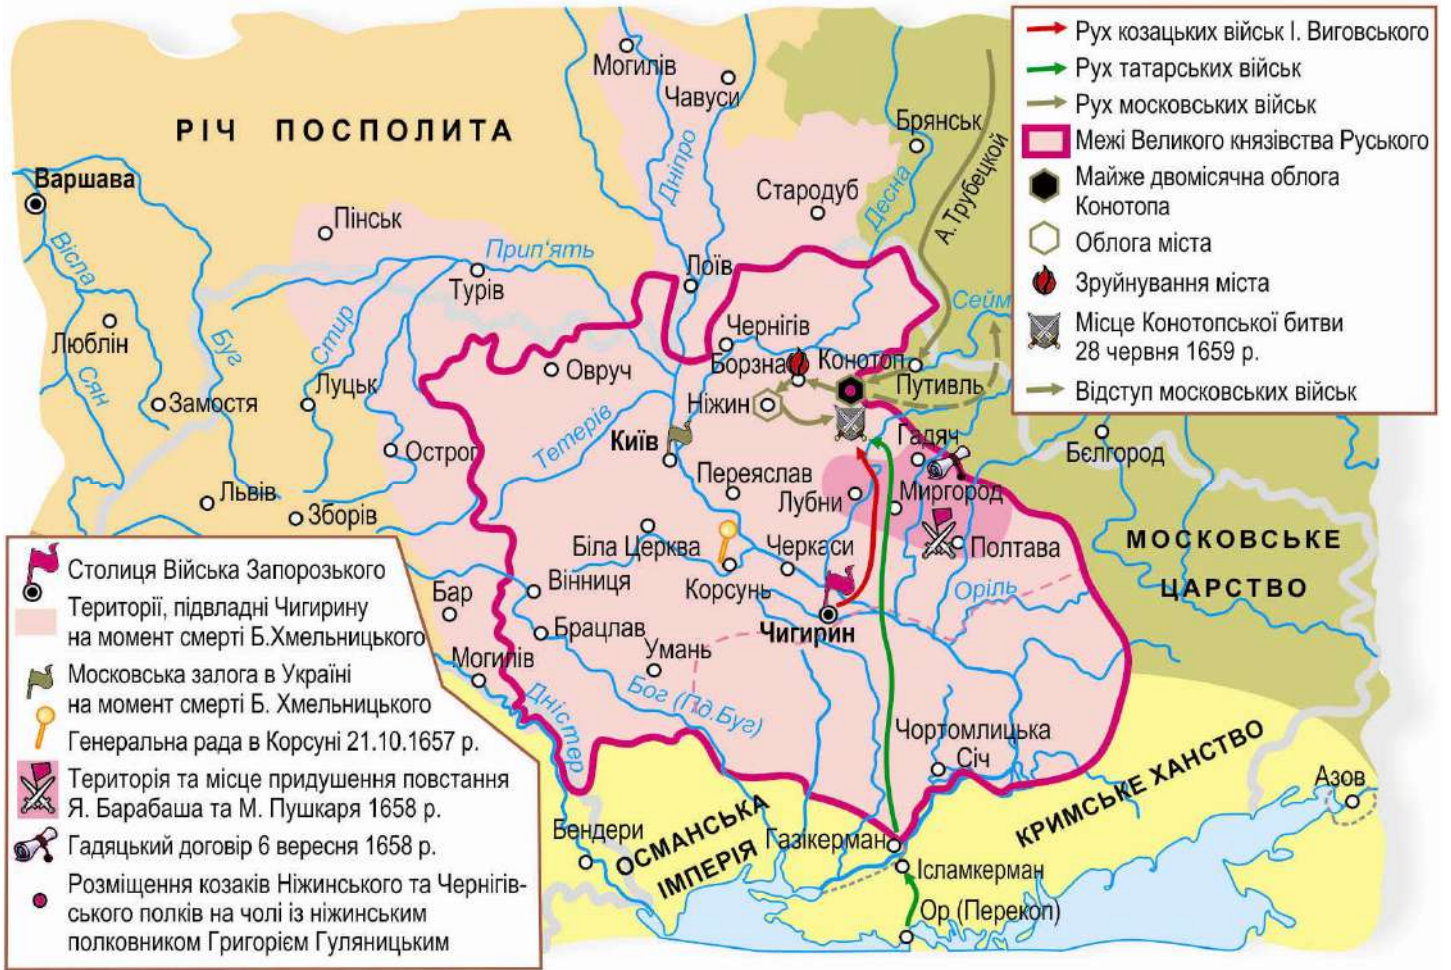 Могилів
Чавуси
РІЧ ПОСПОЛИТА
Брянськ
Варшава
Дніпро
Стародуб
Десна
А.Трубецкой
Пінськ
Вісла
Прип'ять
Турів
Лоїв
Сейм
Люблін
Буг
Стир
Чернігів
Борзна
Конотоп
Путивль
Сян
Замостя
Луцьк
Овруч
Ніжин
Тетерів
Київ
Гадяч
Бєлгород
Острог
Переяслав
Лубни
Миргород
Львів
Зборів
Біла Церква
Черкаси
Полтава
МОСКОВСЬКЕ
ЦАРСТВО
Корсунь
Вінниця
Бар
Оріль
Чигирин
Брацлав
Умань
Могилів
Дністер
Бог (Пд.Буг)
Чортомлицька
Січ
КРИМСЬКЕ ХАНСТВО
Азов
Бендери
ОСМАНСЬКА
ІМПЕРІЯ
Газікерман
Ісламкерман
Ор (Перекоп)
Рух козацьких військ І. Виговського
Рух татарських військ
Рух московських військ
Межі Великого князівства Руського
Майже двомісячна облога
Конотопа
Облога міста
Зруйнування міста
Місце Конотопської битви
28 червня 1659 р.
Відступ московських військ
Столиця Війська Запорозького
Території, підвладні Чигирину
на момент смерті Б.Хмельницького
Московська залога в Україні
на момент смерті Б. Хмельницького
Генеральна рада в Корсуні 21.10.1657 р.
Територія та місце придушення повстання
Я. Барабаша та М. Пушкаря 1658 р.
Гадяцький договір 6 вересня 1658 р.
Розміщення козаків Ніжинського та Чернігів-
ського полків на чолі із ніжинським
полковником Григорієм Гуляницьким